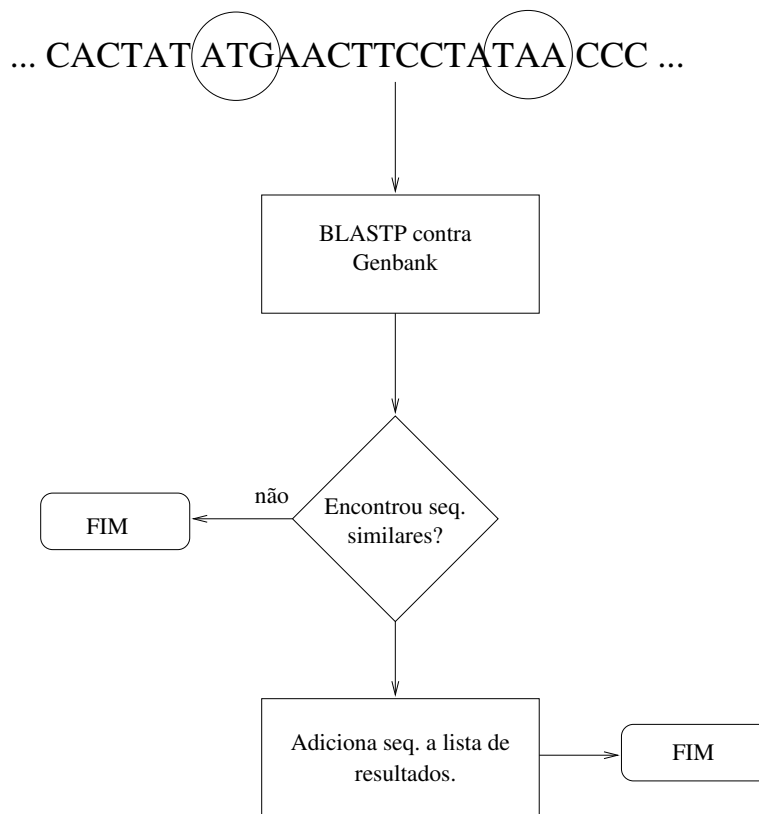 ... CACTAT ATGAACTTCCTATAA CCC ...
BLASTP contra
Genbank
não
Encontrou seq.
similares?
FIM
Adiciona seq. a lista de
resultados.
FIM